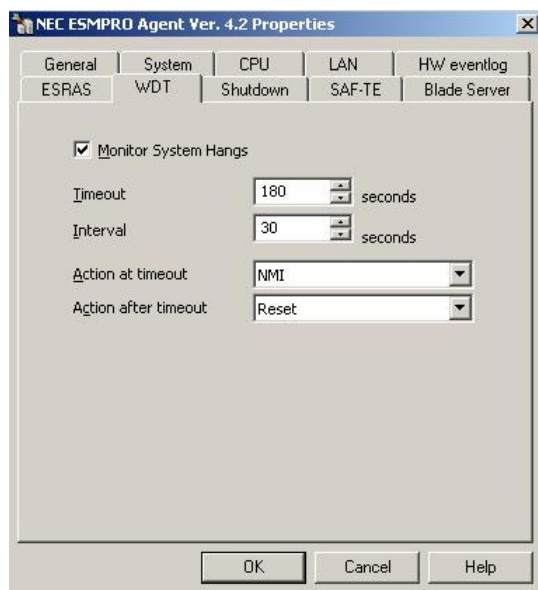 NEC ESMPRO Agent Ver. 4.2 Properties
General System CPU LAN HW eventlog
ESRAS WDT Shutdown SAF-TE Blade Server
Monitor System Hangs
Timeout 180 seconds
Interval 30 seconds
Action at timeout NMI
Action after timeout Reset
OK Cancel Help